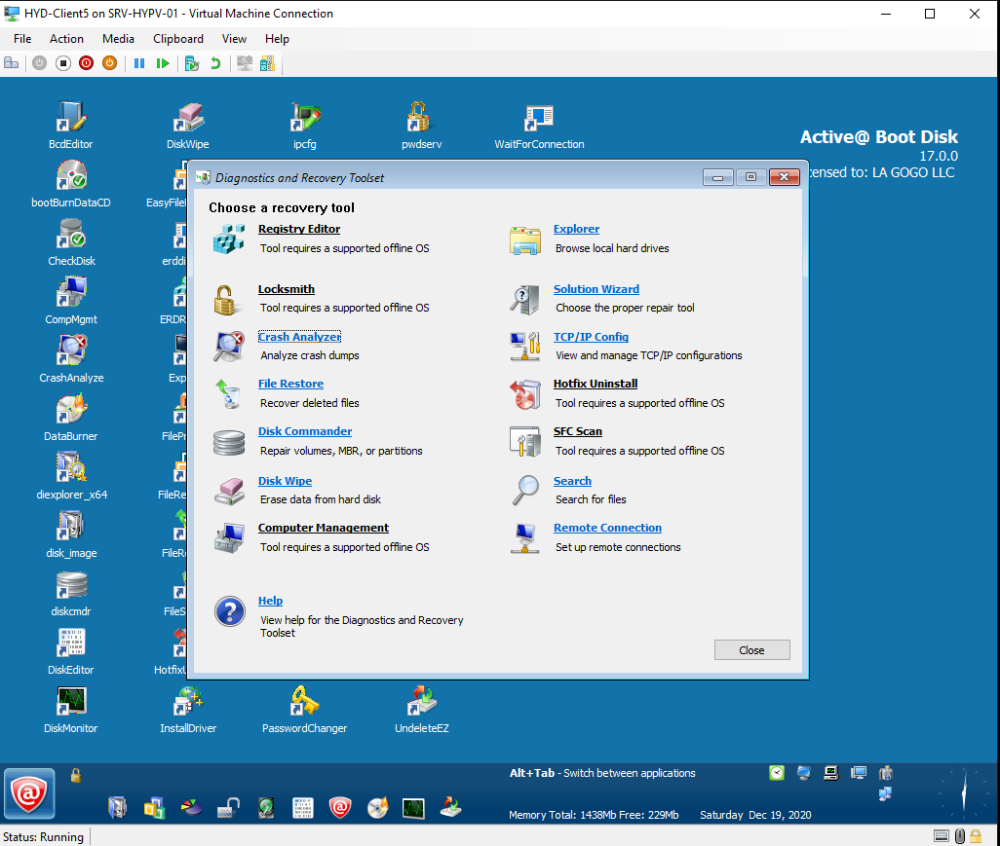 HYD-Client5 on SRV-HYPV-01 - Virtual Machine Connection
File Action Media Clipboard View Help
BcdEditor DiskWipe ipcfg pwdserv WaitForConnection
Active@ Boot Disk
17.0.0
ensed to: LA GOGO LLC
bootBurnDataCD EasyFile
CheckDisk erddi
CompMgmt ERDR
CrashAnalyze Exp
DataBurner FilePr
diexplorer_x64 FileRe
disk_image FileR
diskcmdr FileS
DiskEditor Hotfix
DiskMonitor InstallDriver PasswordChanger UndeleteEZ
Diagnostics and Recovery Toolset
Choose a recovery tool
Registry Editor
Tool requires a supported offline OS
Explorer
Browse local hard drives
Locksmith
Tool requires a supported offline OS
Solution Wizard
Choose the proper repair tool
Crash Analyzer
Analyze crash dumps
TCP/IP Config
View and manage TCP/IP configurations
File Restore
Recover deleted files
Hotfix Uninstall
Tool requires a supported offline OS
Disk Commander
Repair volumes, MBR, or partitions
SFC Scan
Tool requires a supported offline OS
Disk Wipe
Erase data from hard disk
Search
Search for files
Computer Management
Tool requires a supported offline OS
Remote Connection
Set up remote connections
Help
View help for the Diagnostics and Recovery
Toolset
Close
Alt+Tab - Switch between applications
Memory Total: 1438Mb Free: 229Mb Saturday Dec 19, 2020
Status: Running